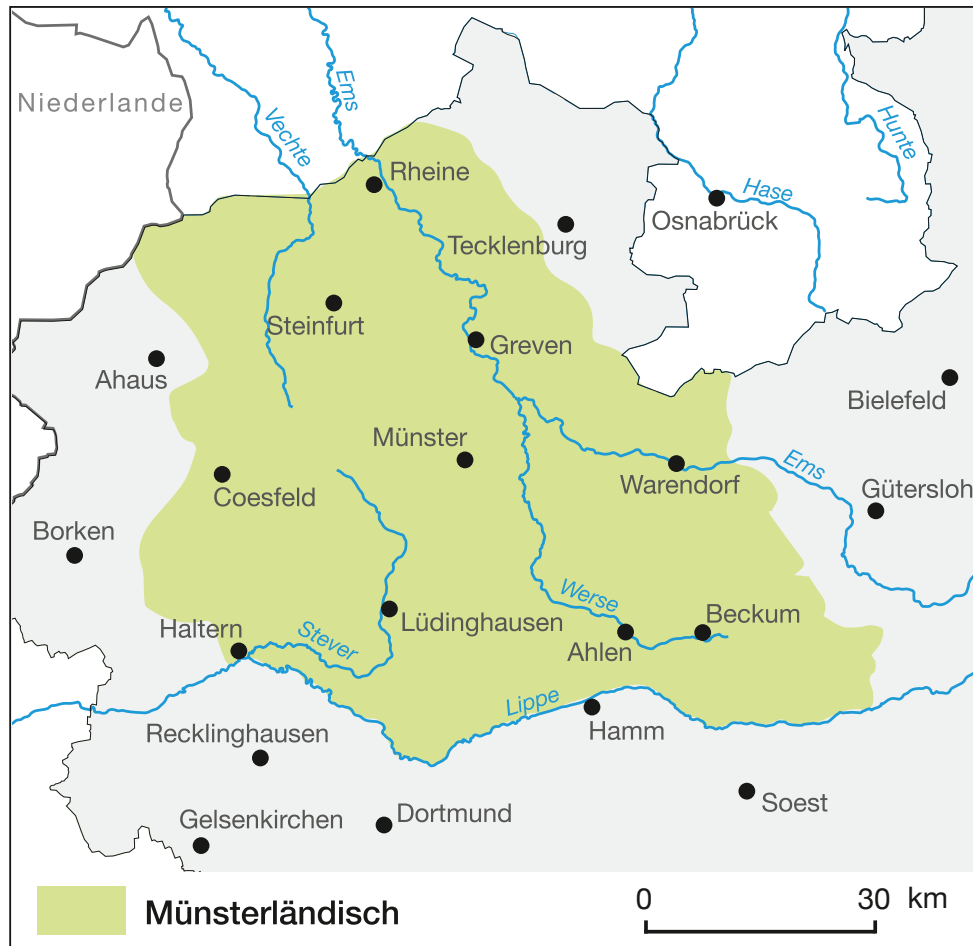 Niederlande
Vechte
Ems
Hunte
Rheine
Hase
Osnabrück
Tecklenburg
Steinfurt
Greven
Ahaus
Bielefeld
Münster
Coesfeld
Warendorf
Ems
Gütersloh
Borken
Werse
Beckum
Lüdinghausen
Haltern
Stever
Ahlen
Lippe
Hamm
Recklinghausen
Soest
Dortmund
Gelsenkirchen
Münsterländisch
0 30 km